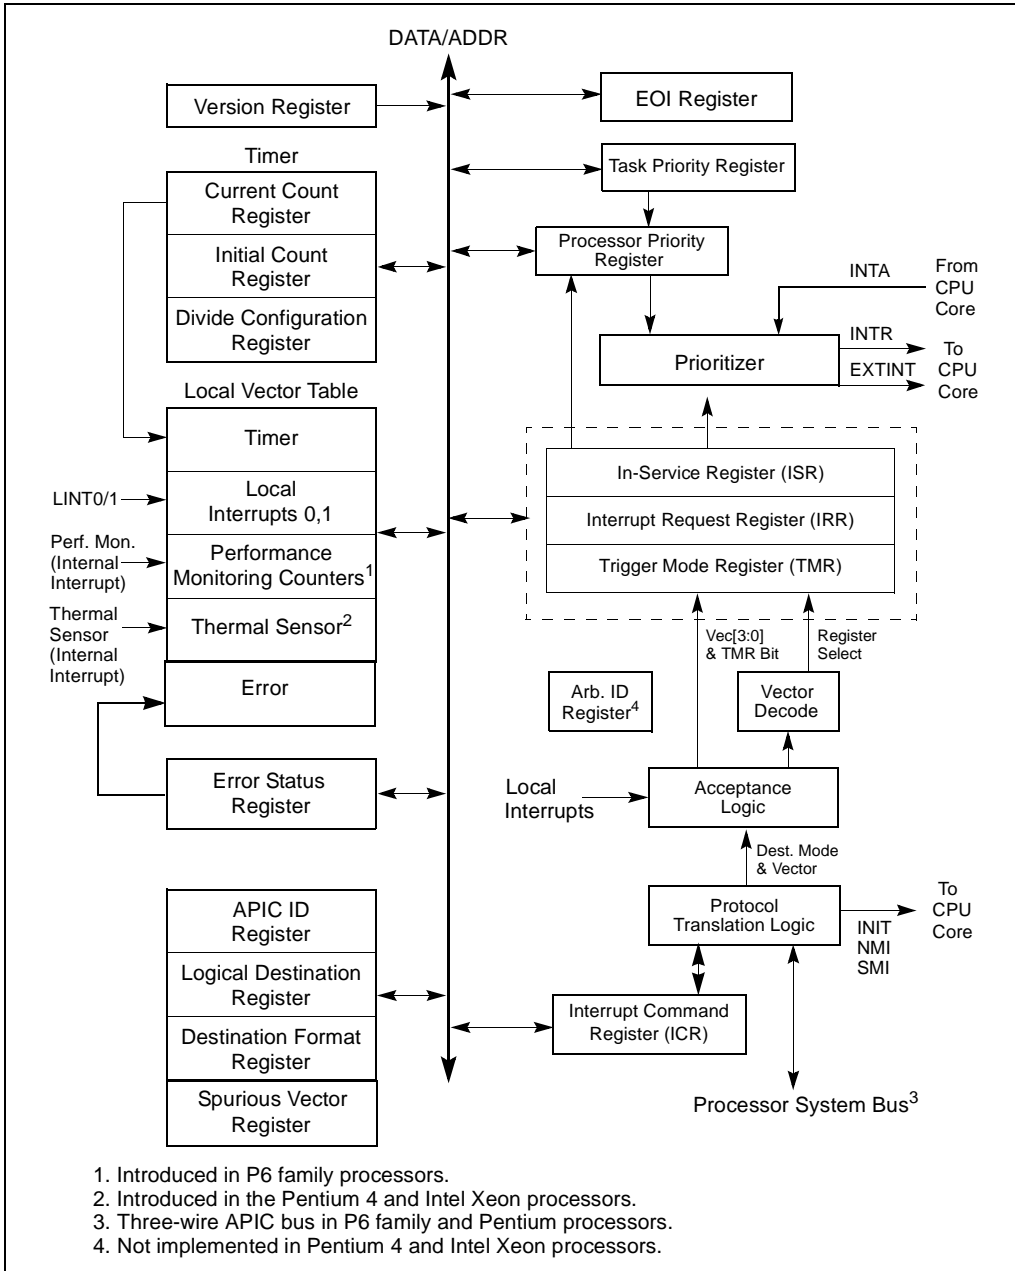 DATA/ADDR
Version Register
EOI Register
Timer
Current Count
Register
Initial Count
Register
Divide Configuration
Register
Task Priority Register
Processor Priority
Register
INTA
From
CPU
Core
Prioritizer
INTR
EXTINT
To
CPU
Core
Local Vector Table
Timer
LINT0/1
Local
Interrupts 0,1
Perf. Mon.
(Internal
Interrupt)
Performance
Monitoring Counters1
Thermal
Sensor
(Internal
Interrupt)
Thermal Sensor2
Error
In-Service Register (ISR)
Interrupt Request Register (IRR)
Trigger Mode Register (TMR)
Vec[3:0]
& TMR Bit
Register
Select
Arb. ID
Register4
Vector
Decode
Error Status
Register
Local
Interrupts
Acceptance
Logic
Dest. Mode
& Vector
Protocol
Translation Logic
INIT
NMI
SMI
To
CPU
Core
APIC ID
Register
Logical Destination
Register
Destination Format
Register
Spurious Vector
Register
Interrupt Command
Register (ICR)
Processor System Bus3
1. Introduced in P6 family processors.
2. Introduced in the Pentium 4 and Intel Xeon processors.
3. Three-wire APIC bus in P6 family and Pentium processors.
4. Not implemented in Pentium 4 and Intel Xeon processors.